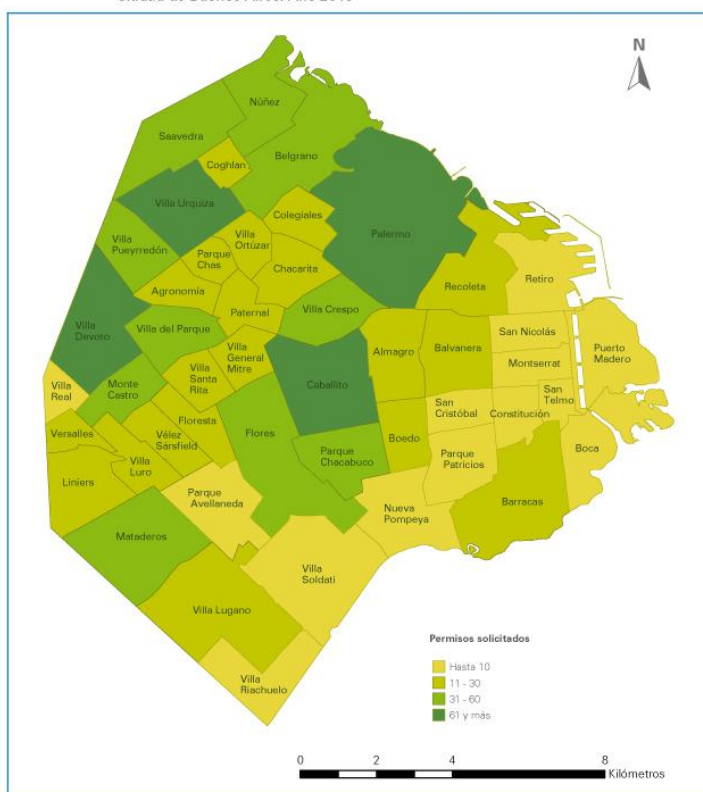 N
Núñez
Saavedra
Belgrano
Coghlan
Villa Urquiza
Colegiales
Villa
Ortúzar
Villa
Pueyrredón
Parque
Chas
Palermo
Chacarita
Agronomía
Recoleta
Retiro
Paternal
Villa Crespo
Villa
Devoto
Villa del Parque
San Nicolás
Puerto
Madero
Villa
General
Mitre
Almagro
Balvanera
Montserrat
Villa
Real
Monte
Castro
Villa
Santa
Rita
Caballito
San
Telmo
San
Cristóbal
Constitución
Versalles
Floresta
Vélez
Sarsfield
Flores
Boedo
Parque
Chacabuco
Parque
Patricios
Boca
Villa
Luro
Liniers
Parque
Avellaneda
Nueva
Pompeya
Barracas
Mataderos
Villa
Soldati
Villa Lugano
Villa
Riachuelo
Permisos solicitados
Hasta 10
11 - 30
31 - 60
61 y más
0 2 4 8
Kilómetros